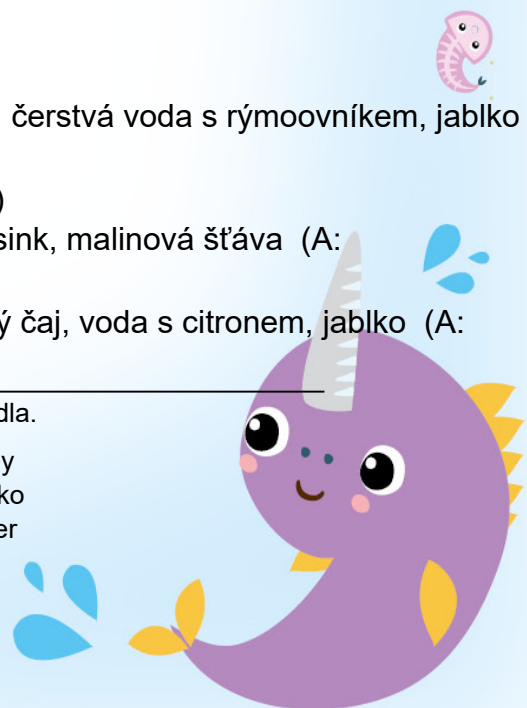 čerstvá voda s rýmoovníkem, jablko
)
sink, malinová šťáva (A:
ý čaj, voda s citronem, jablko (A:
dla.
y
ko
er